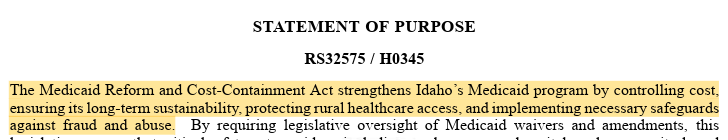 STATEMENT OF PURPOSE
RS32575 / H0345
The Medicaid Reform and Cost-Containment Act strengthens Idaho’s Medicaid program by controlling cost,
ensuring its long-term sustainability, protecting rural healthcare access, and implementing necessary safeguards
against fraud and abuse. By requiring legislative oversight of Medicaid waivers and amendments, this